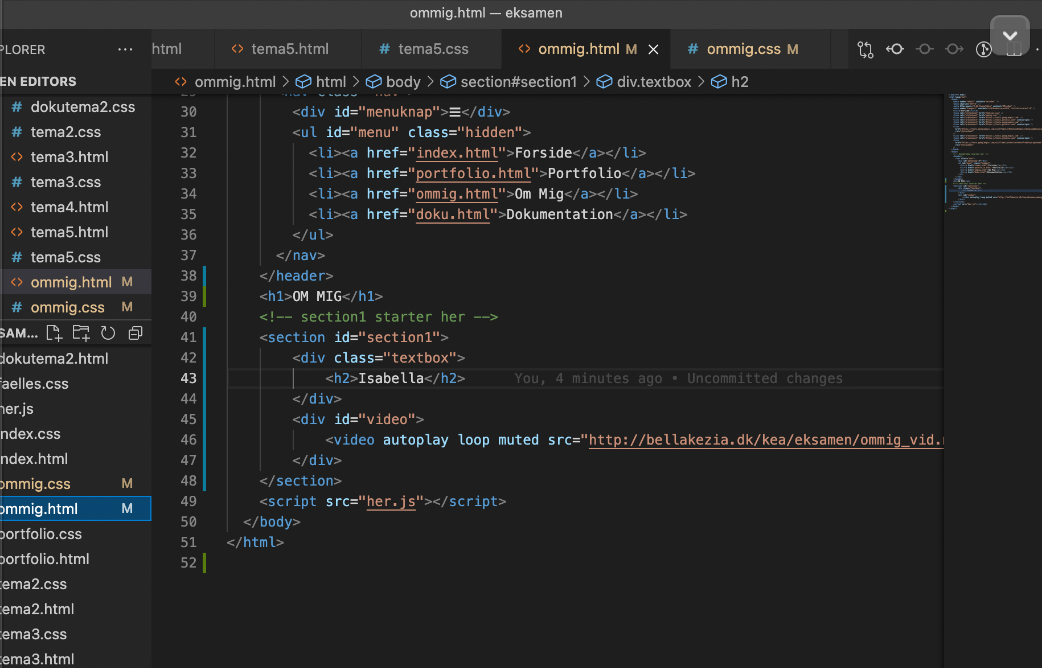 ommig.html — eksamen
PLORER ···
html
<> tema5.html
# tema5.css
<> ommig.html M ×
# ommig.css M
EN EDITORS
# dokutema2.css
# tema2.css
<> tema3.html
# tema3.css
<> tema4.html
<> tema5.html
# tema5.css
<> ommig.html M
# ommig.css M
SAM...
dokutema2.html
faelles.css
her.js
ndex.css
ndex.html
ommig.css M
ommig.html M
portfolio.css
portfolio.html
tema2.css
tema2.html
tema3.css
tema3.html
<> ommig.html > html > body > section#section1 > div.textbox > h2
30 <div id="menuknap">☰</div>
31 <ul id="menu" class="hidden">
32 <li><a href="index.html">Forside</a></li>
33 <li><a href="portfolio.html">Portfolio</a></li>
34 <li><a href="ommig.html">Om Mig</a></li>
35 <li><a href="doku.html">Dokumentation</a></li>
36 </ul>
37 </nav>
38 </header>
39 <h1>OM MIG</h1>
40 <!-- section1 starter her -->
41 <section id="section1">
42 <div class="textbox">
43 <h2>Isabella</h2> You, 4 minutes ago • Uncommitted changes
44 </div>
45 <div id="video">
46 <video autoplay loop muted src="http://bellakezia.dk/kea/eksamen/ommig_vid.
47 </div>
48 </section>
49 <script src="her.js"></script>
50 </body>
51 </html>
52